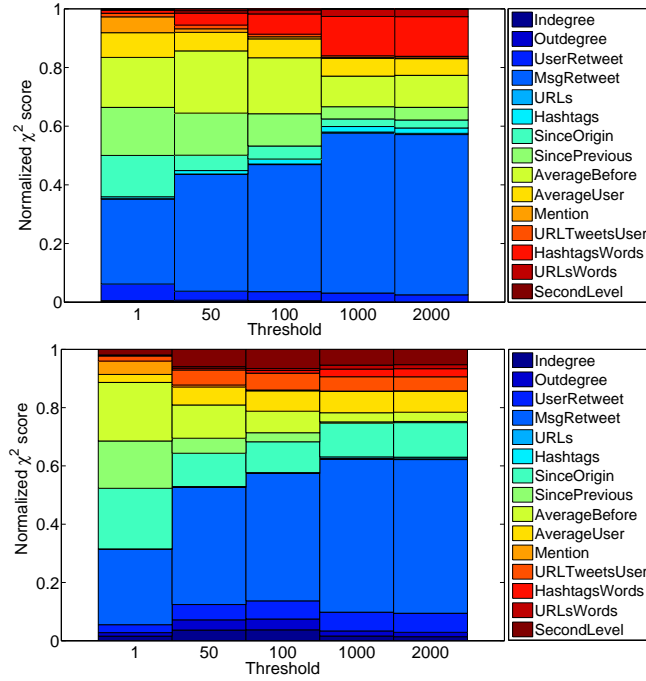 Normalized χ² score
1
0.8
0.6
0.4
0.2
0
1 50 100 1000 2000
Threshold
Indegree
Outdegree
UserRetweet
MsgRetweet
URLs
Hashtags
SinceOrigin
SincePrevious
AverageBefore
AverageUser
Mention
URLTweetsUser
HashtagsWords
URLsWords
SecondLevel
Normalized χ² score
1
0.8
0.6
0.4
0.2
0
1 50 100 1000 2000
Threshold
Indegree
Outdegree
UserRetweet
MsgRetweet
URLs
Hashtags
SinceOrigin
SincePrevious
AverageBefore
AverageUser
Mention
URLTweetsUser
HashtagsWords
URLsWords
SecondLevel